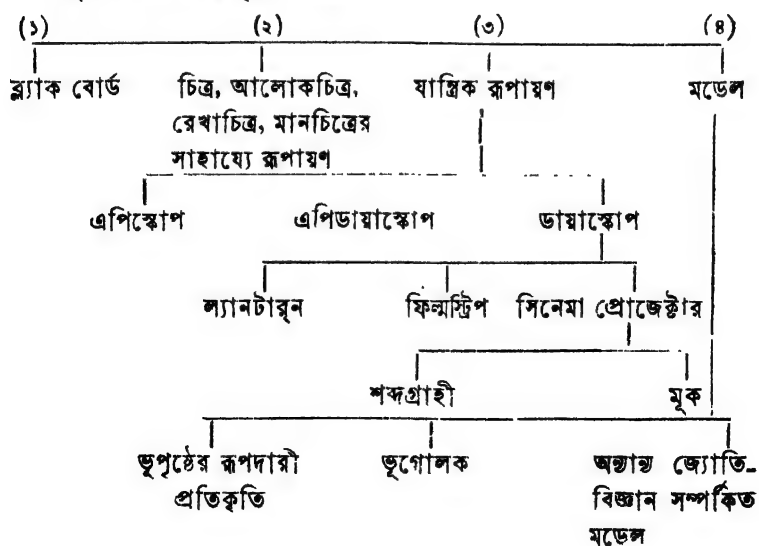 (১) (২) (৩) (৪)
ব্ল্যাক বোর্ড চিত্র, আলোকচিত্র, যান্ত্রিক রূপায়ণ মডেল
রেখাচিত্র, মানচিত্রের
সাহায্যে রূপায়ণ
এপিস্কোপ এপিডায়াস্কোপ ডায়াস্কোপ
ল্যানটার্‌ন ফিল্মস্ট্রিপ সিনেমা প্রোজেক্টার
শব্দগ্রাহী মূক
ভূপৃষ্ঠের রূপদারী ভূগোলক অন্যান্য জ্যোতি-
প্রতিকৃতি বিজ্ঞান সম্পর্কিত
মডেল